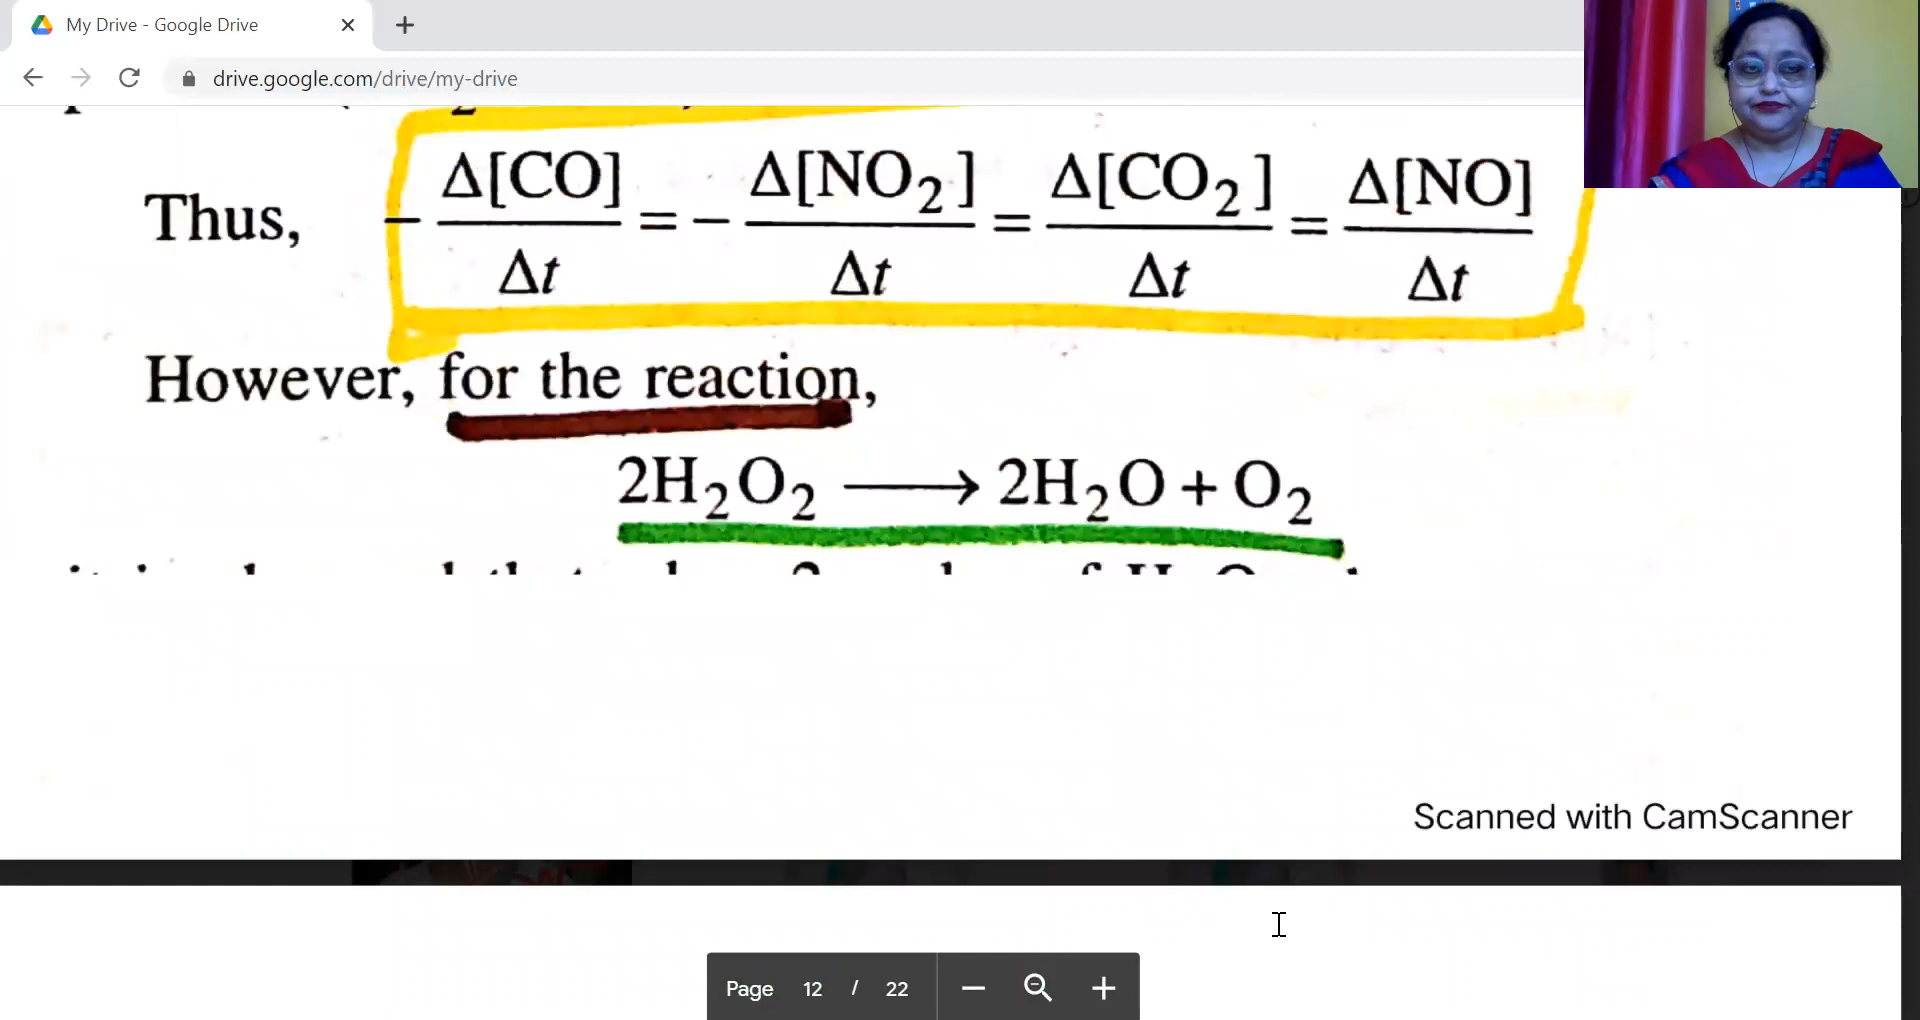 My Drive - Google Drive
drive.google.com/drive/my-drive
Thus, − Δ[CO]/Δt = − Δ[NO₂]/Δt = Δ[CO₂]/Δt = Δ[NO]/Δt
However, for the reaction,
2H₂O₂ ⟶ 2H₂O + O₂
Scanned with CamScanner
Page 12 / 22